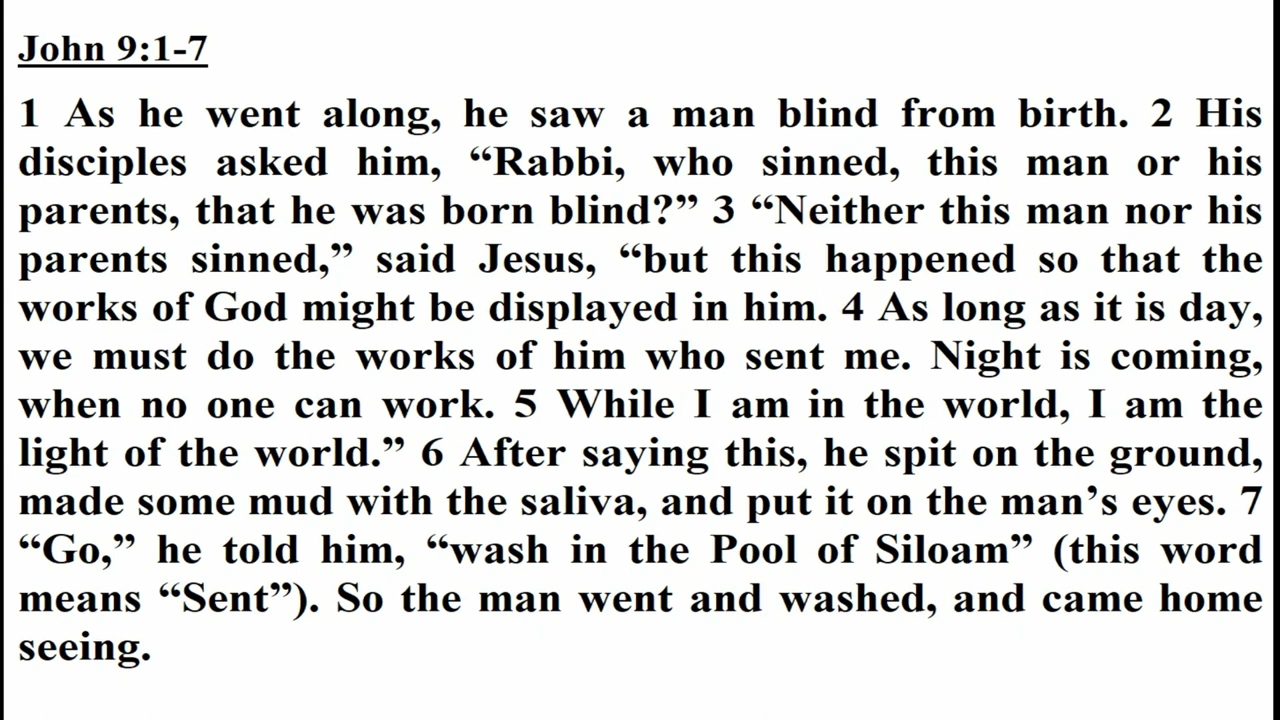 John 9:1-7
1 As he went along, he saw a man blind from birth. 2 His
disciples asked him, “Rabbi, who sinned, this man or his
parents, that he was born blind?” 3 “Neither this man nor his
parents sinned,” said Jesus, “but this happened so that the
works of God might be displayed in him. 4 As long as it is day,
we must do the works of him who sent me. Night is coming,
when no one can work. 5 While I am in the world, I am the
light of the world.” 6 After saying this, he spit on the ground,
made some mud with the saliva, and put it on the man’s eyes. 7
“Go,” he told him, “wash in the Pool of Siloam” (this word
means “Sent”). So the man went and washed, and came home
seeing.